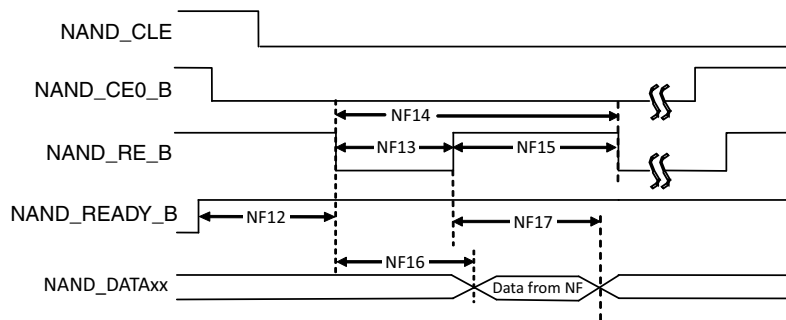 NAND_CLE
NAND_CE0_B
NF14
NAND_RE_B
NF13
NF15
NAND_READY_B
NF12
NF17
NF16
NAND_DATAxx
Data from NF